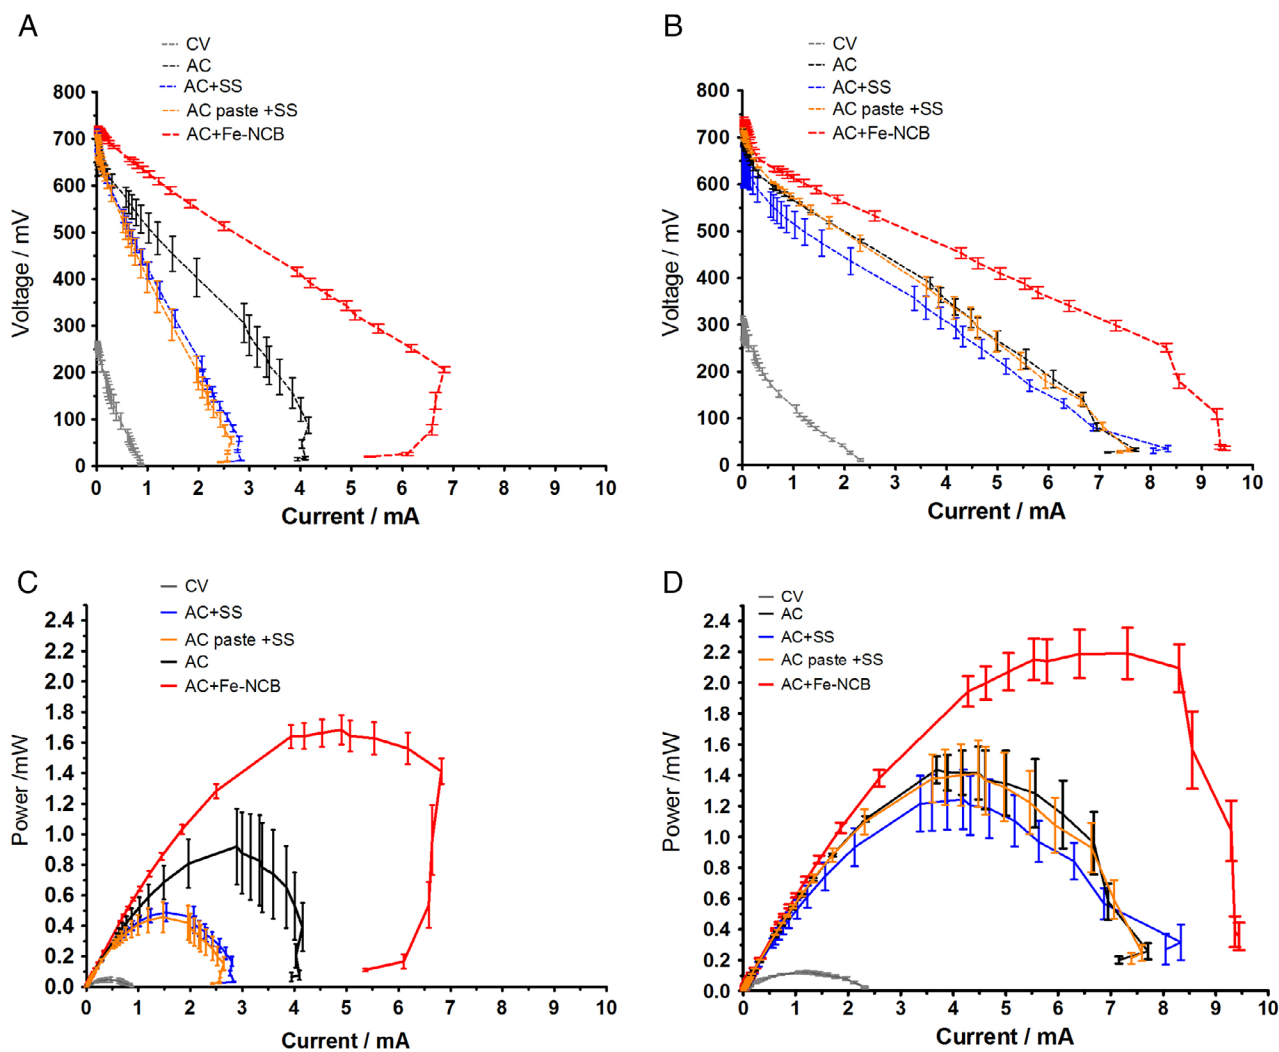 A
CV
AC
AC+SS
AC paste +SS
AC+Fe-NCB
800
700
600
500
400
300
200
100
0
Voltage / mV
0 1 2 3 4 5 6 7 8 9 10
Current / mA
B
CV
AC
AC+SS
AC paste +SS
AC+Fe-NCB
800
700
600
500
400
300
200
100
0
Voltage / mV
0 1 2 3 4 5 6 7 8 9 10
Current / mA
C
CV
AC+SS
AC paste +SS
AC
AC+Fe-NCB
2.4
2.2
2.0
1.8
1.6
1.4
1.2
1.0
0.8
0.6
0.4
0.2
0.0
Power /mW
0 1 2 3 4 5 6 7 8 9 10
Current / mA
D
CV
AC
AC+SS
AC paste +SS
AC+Fe-NCB
2.4
2.2
2.0
1.8
1.6
1.4
1.2
1.0
0.8
0.6
0.4
0.2
0.0
Power /mW
0 1 2 3 4 5 6 7 8 9 10
Current / mA